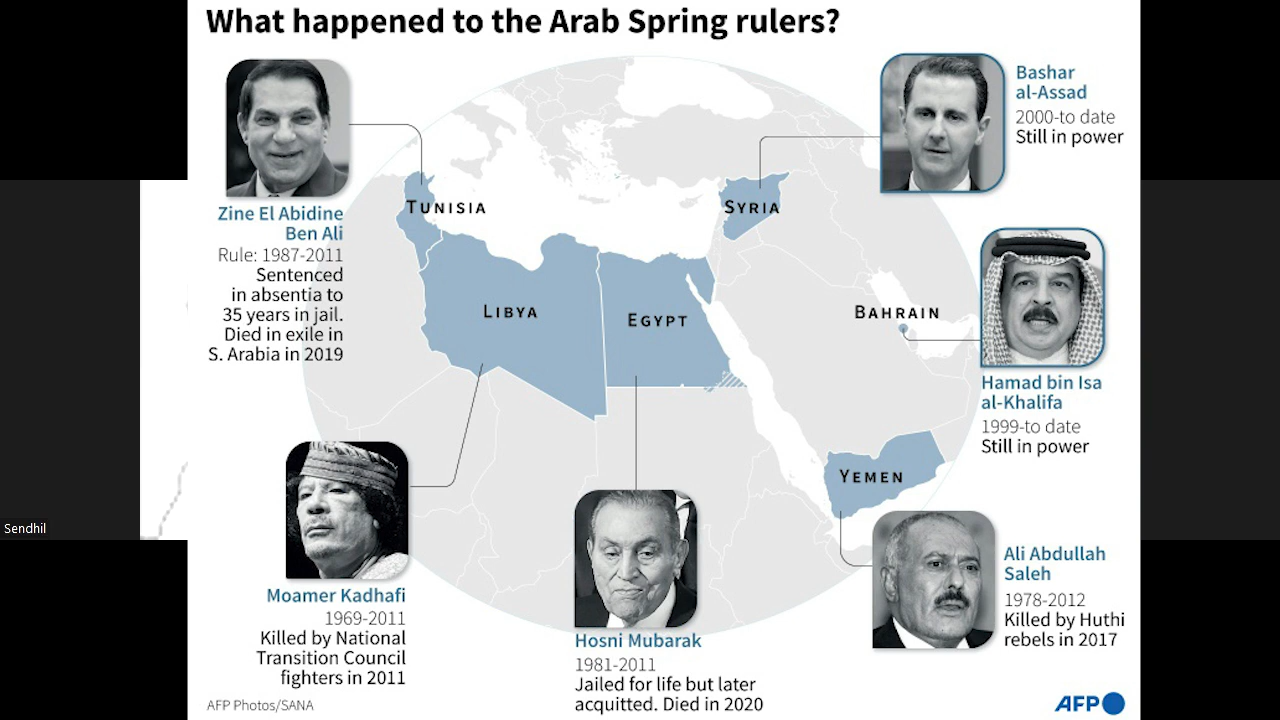 What happened to the Arab Spring rulers?
Zine El Abidine
Ben Ali
Rule: 1987-2011
Sentenced
in absentia to
35 years in jail.
Died in exile in
S. Arabia in 2019
TUNISIA
SYRIA
Bashar
al-Assad
2000-to date
Still in power
LIBYA
EGYPT
BAHRAIN
Hamad bin Isa
al-Khalifa
1999-to date
Still in power
YEMEN
Sendhil
Moamer Kadhafi
1969-2011
Killed by National
Transition Council
fighters in 2011
Hosni Mubarak
1981-2011
Jailed for life but later
acquitted. Died in 2020
Ali Abdullah
Saleh
1978-2012
Killed by Huthi
rebels in 2017
AFP Photos/SANA
AFP